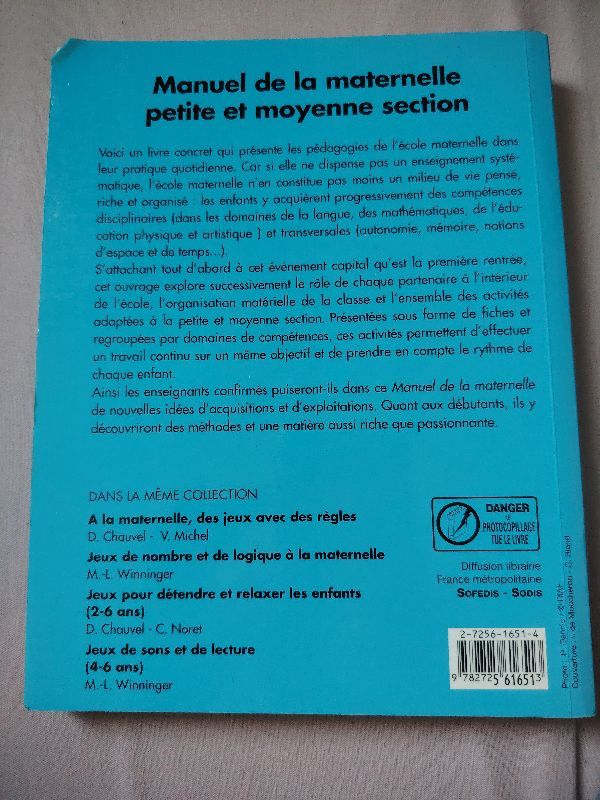 Manuel de la maternelle
petite et moyenne section
Voici un livre concret qui présente les pédagogies de l'école maternelle dans
leur pratique quotidienne. Car si elle ne dispense pas un enseignement systé-
matique, l'école maternelle n'en constitue pas moins un milieu de vie pensé,
riche et organisé : les enfants y acquièrent progressivement des compétences
disciplinaires (dans les domaines de la langue, des mathématiques, de l'édu-
cation physique et artistique ) et transversales (autonomie, mémoire, notions
d'espace et de temps...).
S'attachant tout d'abord à cet événement capital qu'est la première rentrée,
cet ouvrage explore successivement le rôle de chaque partenaire à l'intérieur
de l'école, l'organisation matérielle de la classe et l'ensemble des activités
adaptées à la petite et moyenne section. Présentées sous forme de fiches et
regroupées par domaines de compétences, ces activités permettent d'effectuer
un travail continu sur un même objectif et de prendre en compte le rythme de
chaque enfant.
Ainsi les enseignants confirmés puiseront-ils dans ce Manuel de la maternelle
de nouvelles idées d'acquisitions et d'exploitations. Quant aux débutants, ils y
découvriront des méthodes et une matière aussi riche que passionnante.
DANS LA MÊME COLLECTION
A la maternelle, des jeux avec des règles
D. Chauvel - V. Michel
Jeux de nombre et de logique à la maternelle
M.-L. Winninger
Jeux pour détendre et relaxer les enfants
(2-6 ans)
D. Chauvel - C. Noret
Jeux de sons et de lecture
(4-6 ans)
M.-L. Winninger
DANGER
LE
PHOTOCOPILLAGE
TUE LE LIVRE
Diffusion librairie
France métropolitaine
SOFEDIS - SODIS
2-7256-1651-4
9 782725 616513
Photo :
Couverture : de Moucheron